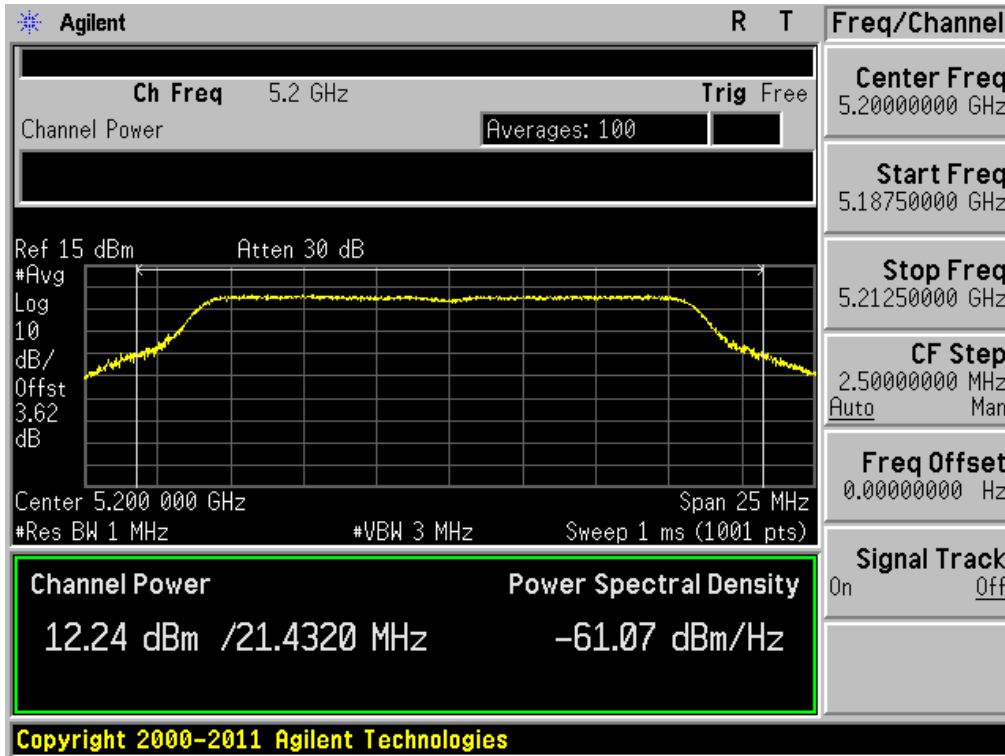 Agilent R T Freq/Channel
Ch Freq 5.2 GHz Trig Free
Channel Power Averages: 100
Ref 15 dBm Atten 30 dB
#Avg
Log
10
dB/
Offst
3.62
dB
Center 5.200 000 GHz Span 25 MHz
#Res BW 1 MHz #VBW 3 MHz Sweep 1 ms (1001 pts)
Channel Power Power Spectral Density
12.24 dBm /21.4320 MHz -61.07 dBm/Hz
Copyright 2000-2011 Agilent Technologies
Center Freq
5.20000000 GHz
Start Freq
5.18750000 GHz
Stop Freq
5.21250000 GHz
CF Step
2.50000000 MHz
Auto Man
Freq Offset
0.00000000 Hz
Signal Track
On Off